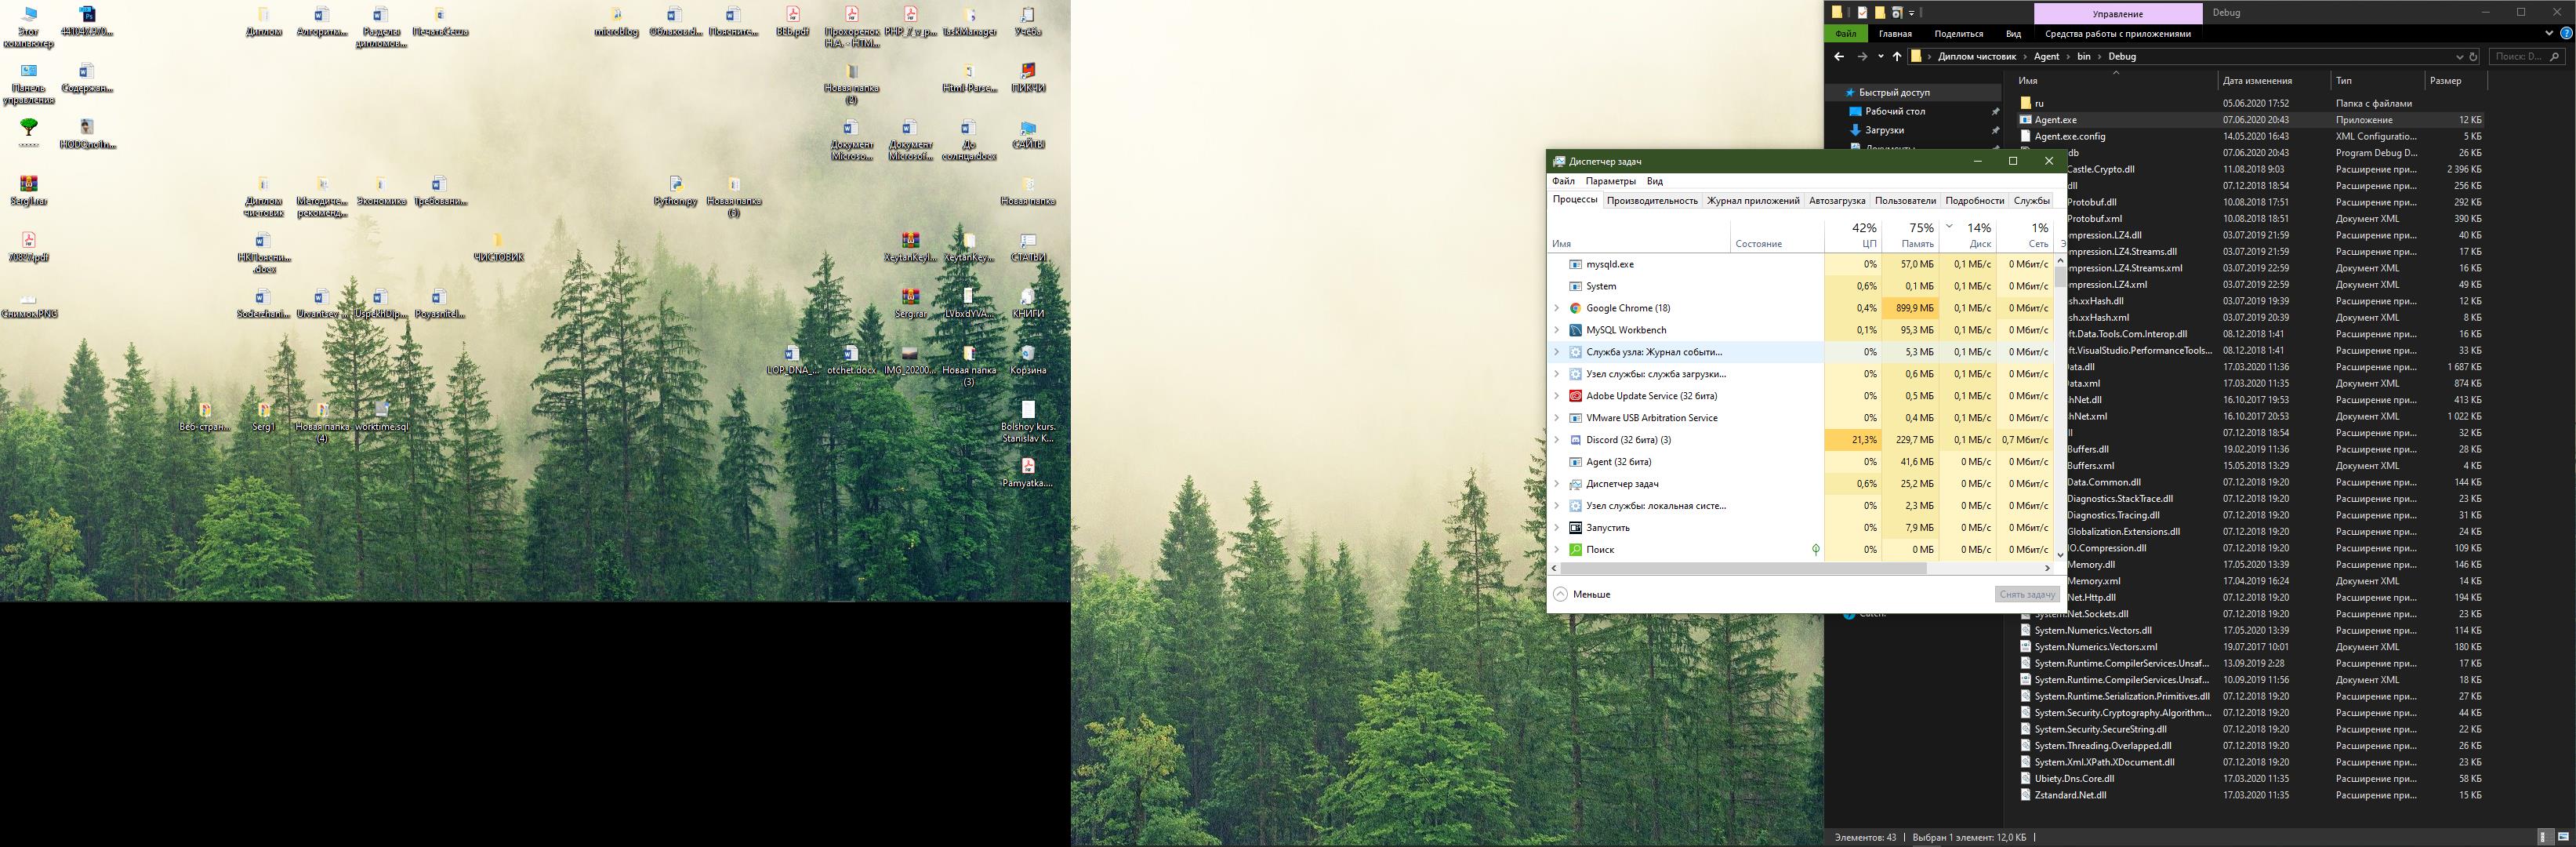 Этот
компьютер
Диплом
Алгоритм...
Разделы
дипломов...
ПечатьСеша
microblog
Облаков.d...
Поясните...
ВЕБ.pdf
Прохоренок
Н.А. - HTM...
PHP_7_v_p...
TaskManager
Учёба
Панель
управления
Содержан...
Новая папка
(2)
Html-Parse...
ПИКЧИ
......
Документ
Microso...
Документ
Microsof...
До
солнца.docx
САЙТЫ
Serg1.rar
Диплом
чистовик
Методиче...
рекоменд...
Экономика
Требовани...
Python.py
Новая папка
(5)
Новая папка
70827.pdf
НКПоясни...
.docx
ЧИСТОВИК
XeytanKeyl...
XeytanKey...
СТАТЬИ
Снимок.PNG
Soderzhani...
Urvantsev ...
UspekhDip...
Poyasnitel...
Serg.rar
LVbxdYVA...
КНИГИ
LOP_DNA_...
otchet.docx
IMG_20200...
Новая папка
(3)
Корзина
Веб-стран...
Serg1
Новая папка
(4)
worktime.sql
Bolshoy kurs.
Stanislav K...
Pamyatka....
Управление
Debug
Файл
Главная
Поделиться
Вид
Средства работы с приложениями
Диплом чистовик › Agent › bin › Debug
Поиск: D...
Быстрый доступ
Рабочий стол
Загрузки
Имя Дата изменения Тип Размер
ru 05.06.2020 17:52 Папка с файлами
Agent.exe 07.06.2020 20:43 Приложение 12 КБ
Agent.exe.config 14.05.2020 16:43 XML Configuratio... 5 КБ
db 07.06.2020 20:43 Program Debug D... 26 КБ
Castle.Crypto.dll 11.08.2018 9:03 Расширение при... 2 396 КБ
dll 07.12.2018 18:54 Расширение при... 256 КБ
Protobuf.dll 10.08.2018 17:51 Расширение при... 292 КБ
Protobuf.xml 10.08.2018 18:51 Документ XML 390 КБ
mpression.LZ4.dll 03.07.2019 21:59 Расширение при... 40 КБ
mpression.LZ4.Streams.dll 03.07.2019 21:59 Расширение при... 17 КБ
mpression.LZ4.Streams.xml 03.07.2019 22:59 Документ XML 16 КБ
mpression.LZ4.xml 03.07.2019 22:59 Документ XML 49 КБ
sh.xxHash.dll 03.07.2019 19:39 Расширение при... 12 КБ
sh.xxHash.xml 03.07.2019 20:39 Документ XML 8 КБ
ft.Data.Tools.Com.Interop.dll 08.12.2018 1:41 Расширение при... 16 КБ
ft.VisualStudio.PerformanceTools... 08.12.2018 1:41 Расширение при... 33 КБ
ata.dll 17.03.2020 11:36 Расширение при... 1 687 КБ
ata.xml 17.03.2020 11:35 Документ XML 874 КБ
hNet.dll 16.10.2017 19:53 Расширение при... 413 КБ
hNet.xml 16.10.2017 20:53 Документ XML 1 022 КБ
ll 07.12.2018 18:54 Расширение при... 32 КБ
Buffers.dll 19.02.2019 11:36 Расширение при... 28 КБ
Buffers.xml 15.05.2018 13:29 Документ XML 4 КБ
Data.Common.dll 07.12.2018 19:20 Расширение при... 144 КБ
Diagnostics.StackTrace.dll 07.12.2018 19:20 Расширение при... 23 КБ
Diagnostics.Tracing.dll 07.12.2018 19:20 Расширение при... 31 КБ
Globalization.Extensions.dll 07.12.2018 19:20 Расширение при... 24 КБ
IO.Compression.dll 07.12.2018 19:20 Расширение при... 109 КБ
Memory.dll 17.05.2020 13:39 Расширение при... 146 КБ
Memory.xml 17.04.2019 16:24 Документ XML 14 КБ
Net.Http.dll 07.12.2018 19:20 Расширение при... 194 КБ
System.Net.Sockets.dll 07.12.2018 19:20 Расширение при... 23 КБ
System.Numerics.Vectors.dll 17.05.2020 13:39 Расширение при... 114 КБ
System.Numerics.Vectors.xml 19.07.2017 10:01 Документ XML 180 КБ
System.Runtime.CompilerServices.Unsaf... 13.09.2019 2:28 Расширение при... 17 КБ
System.Runtime.CompilerServices.Unsaf... 10.09.2019 11:56 Документ XML 18 КБ
System.Runtime.Serialization.Primitives.dll 07.12.2018 19:20 Расширение при... 27 КБ
System.Security.Cryptography.Algorithm... 07.12.2018 19:20 Расширение при... 44 КБ
System.Security.SecureString.dll 07.12.2018 19:20 Расширение при... 22 КБ
System.Threading.Overlapped.dll 07.12.2018 19:20 Расширение при... 26 КБ
System.Xml.XPath.XDocument.dll 07.12.2018 19:20 Расширение при... 23 КБ
Ubiety.Dns.Core.dll 17.03.2020 11:35 Расширение при... 58 КБ
Zstandard.Net.dll 17.03.2020 11:35 Расширение при... 15 КБ
Элементов: 43 Выбран 1 элемент: 12,0 КБ
Диспетчер задач
Файл Параметры Вид
Процессы Производительность Журнал приложений Автозагрузка Пользователи Подробности Службы
42% 75% 14% 1%
Имя Состояние ЦП Память Диск Сеть Э
mysqld.exe 0% 57,0 МБ 0,1 МБ/с 0 Мбит/с
System 0,6% 0,1 МБ 0,1 МБ/с 0 Мбит/с
Google Chrome (18) 0,4% 899,9 МБ 0,1 МБ/с 0 Мбит/с
MySQL Workbench 0,1% 95,3 МБ 0,1 МБ/с 0 Мбит/с
Служба узла: Журнал событи... 0% 5,3 МБ 0,1 МБ/с 0 Мбит/с
Узел службы: служба загрузки... 0% 0,6 МБ 0,1 МБ/с 0 Мбит/с
Adobe Update Service (32 бита) 0% 0,5 МБ 0,1 МБ/с 0 Мбит/с
VMware USB Arbitration Service 0% 0,4 МБ 0,1 МБ/с 0 Мбит/с
Discord (32 бита) (3) 21,3% 229,7 МБ 0,1 МБ/с 0,7 Мбит/с
Agent (32 бита) 0% 41,6 МБ 0 МБ/с 0 Мбит/с
Диспетчер задач 0,6% 25,2 МБ 0 МБ/с 0 Мбит/с
Узел службы: локальная систе... 0% 2,3 МБ 0 МБ/с 0 Мбит/с
Запустить 0% 7,9 МБ 0 МБ/с 0 Мбит/с
Поиск 0% 0 МБ 0 МБ/с 0 Мбит/с
Меньше
Снять задачу